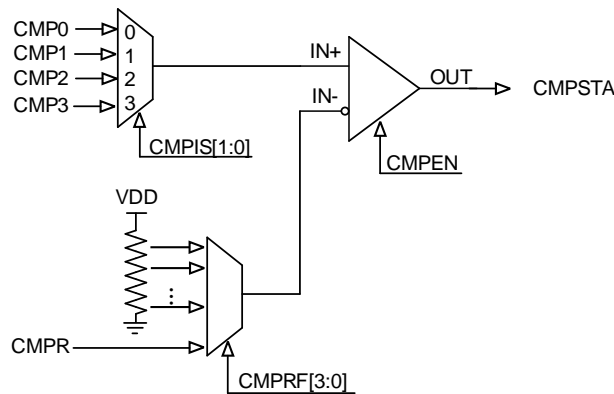 CMP0
0
CMP1
1
CMP2
2
CMP3
3
CMPIS[1:0]
IN+
IN-
OUT
CMPSTA
CMPEN
VDD
CMPR
CMPRF[3:0]